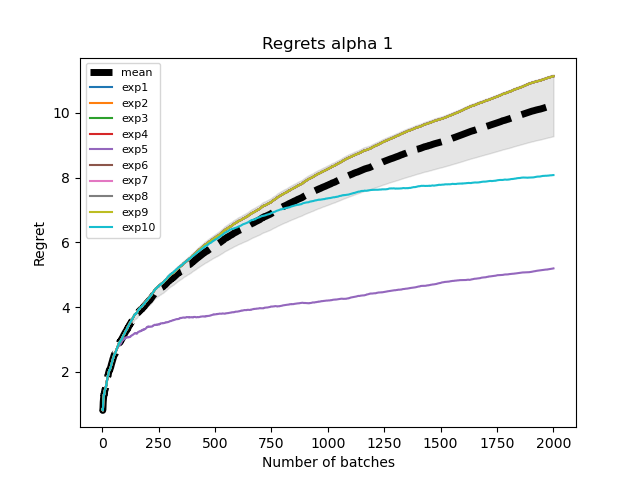 Regrets alpha 1
mean
exp1
exp2
exp3
exp4
exp5
exp6
exp7
exp8
exp9
exp10
Regret
10
8
6
4
2
0 250 500 750 1000 1250 1500 1750 2000
Number of batches